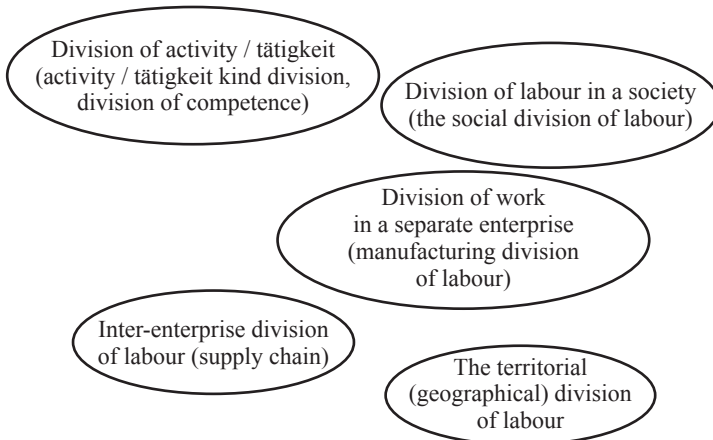 Division of activity / tätigkeit
(activity / tätigkeit kind division,
division of competence)
Division of labour in a society
(the social division of labour)
Division of work
in a separate enterprise
(manufacturing division
of labour)
Inter-enterprise division
of labour (supply chain)
The territorial
(geographical) division
of labour